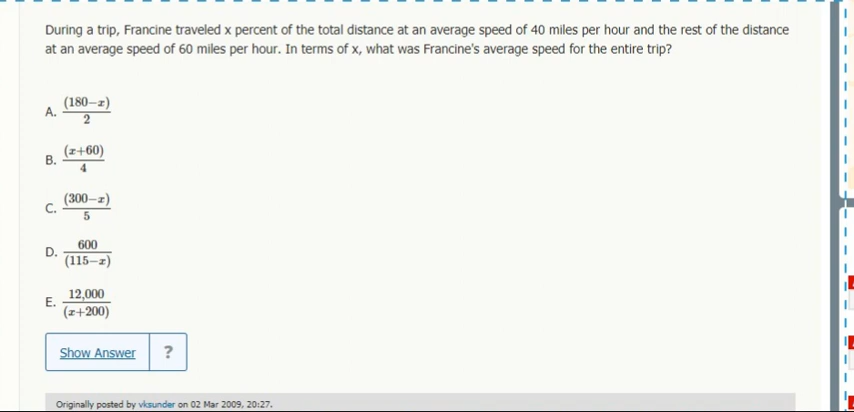 During a trip, Francine traveled x percent of the total distance at an average speed of 40 miles per hour and the rest of the distance
at an average speed of 60 miles per hour. In terms of x, what was Francine's average speed for the entire trip?
A. (180−x)/2
B. (x+60)/4
C. (300−x)/5
D. 600/(115−x)
E. 12,000/(x+200)
Show Answer ?
Originally posted by vksunder on 02 Mar 2009, 20:27.